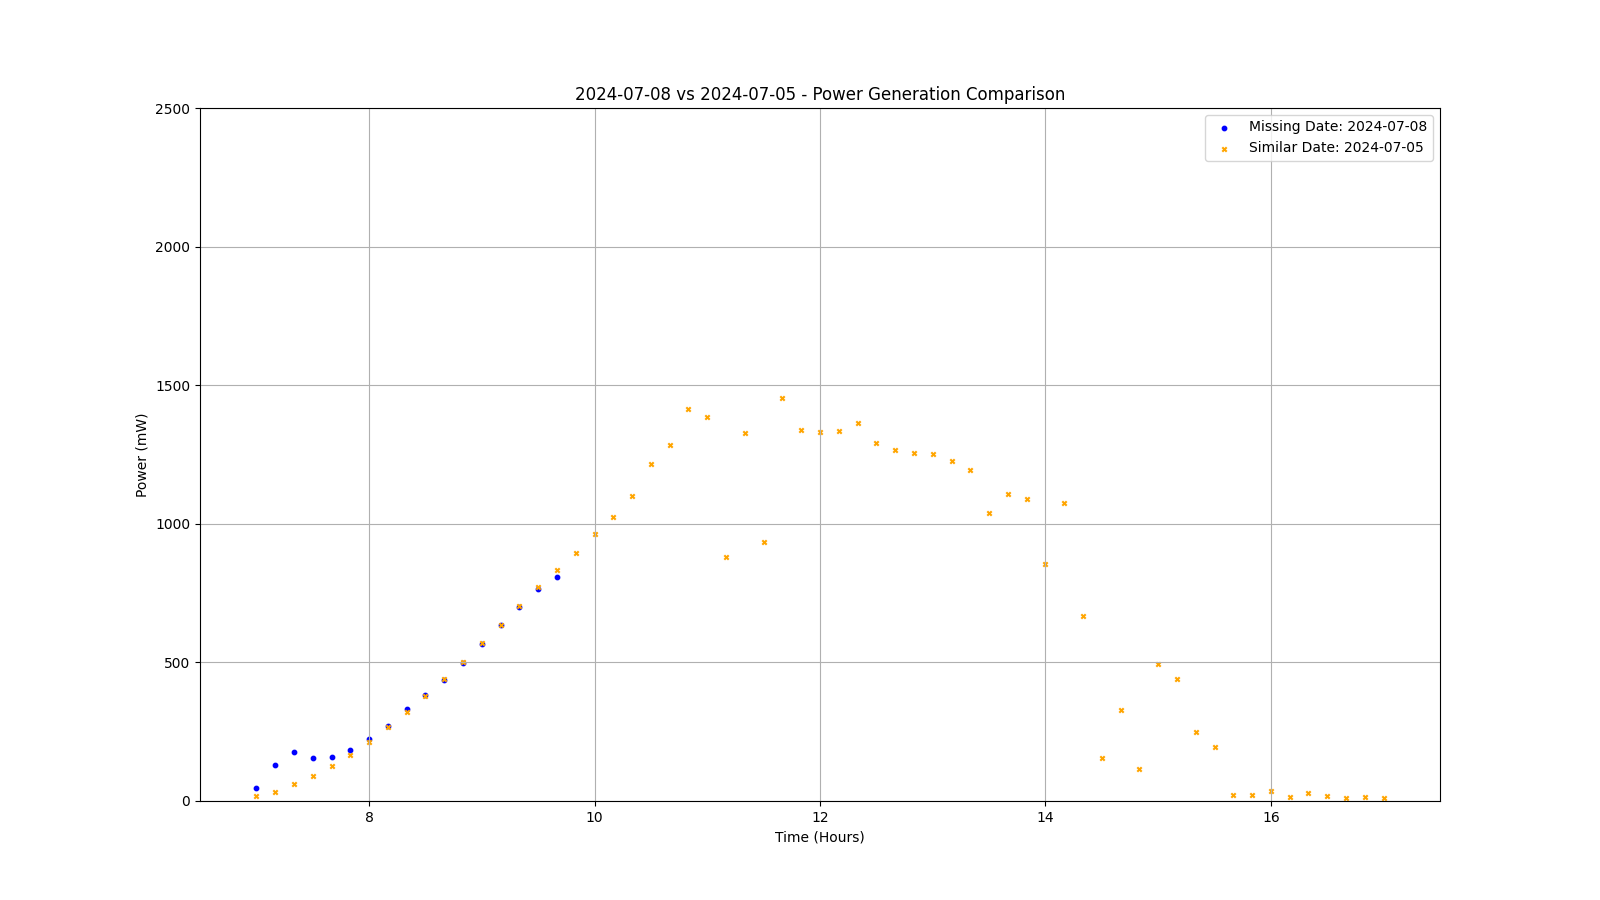 2024-07-08 vs 2024-07-05 - Power Generation Comparison
Missing Date: 2024-07-08
Similar Date: 2024-07-05
2500
2000
1500
1000
500
0
Power (mW)
8
10
12
14
16
Time (Hours)